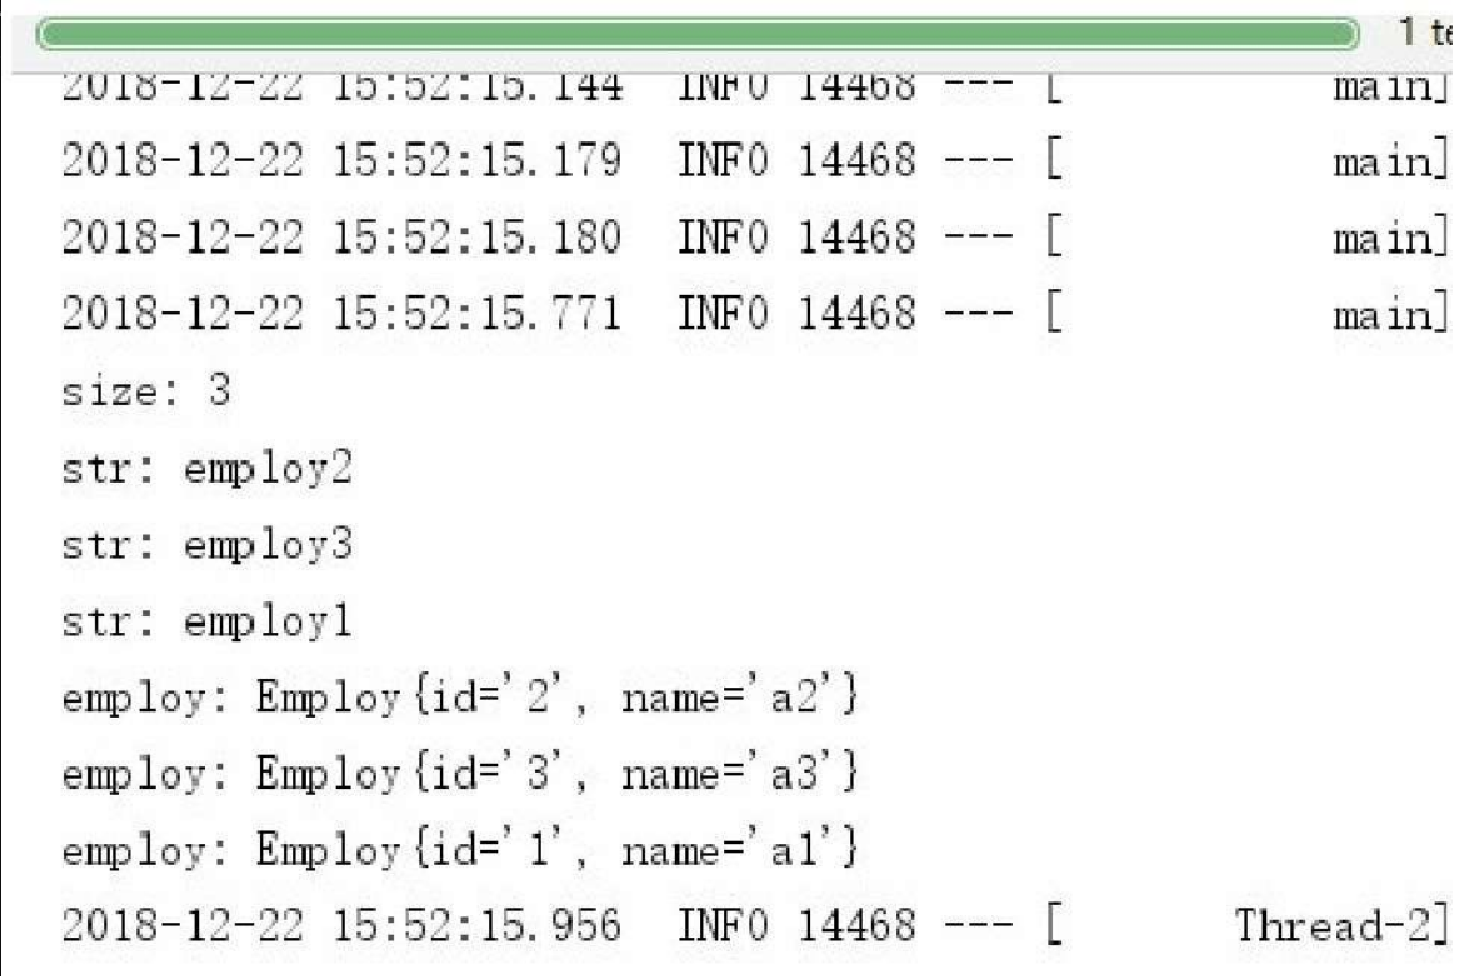 1 te
2018-12-22 15:52:15.144  INFO 14468 --- [           main]
2018-12-22 15:52:15.179  INFO 14468 --- [           main]
2018-12-22 15:52:15.180  INFO 14468 --- [           main]
2018-12-22 15:52:15.771  INFO 14468 --- [           main]
size: 3
str: employ2
str: employ3
str: employ1
employ: Employ{id='2', name='a2'}
employ: Employ{id='3', name='a3'}
employ: Employ{id='1', name='a1'}
2018-12-22 15:52:15.956  INFO 14468 --- [       Thread-2]